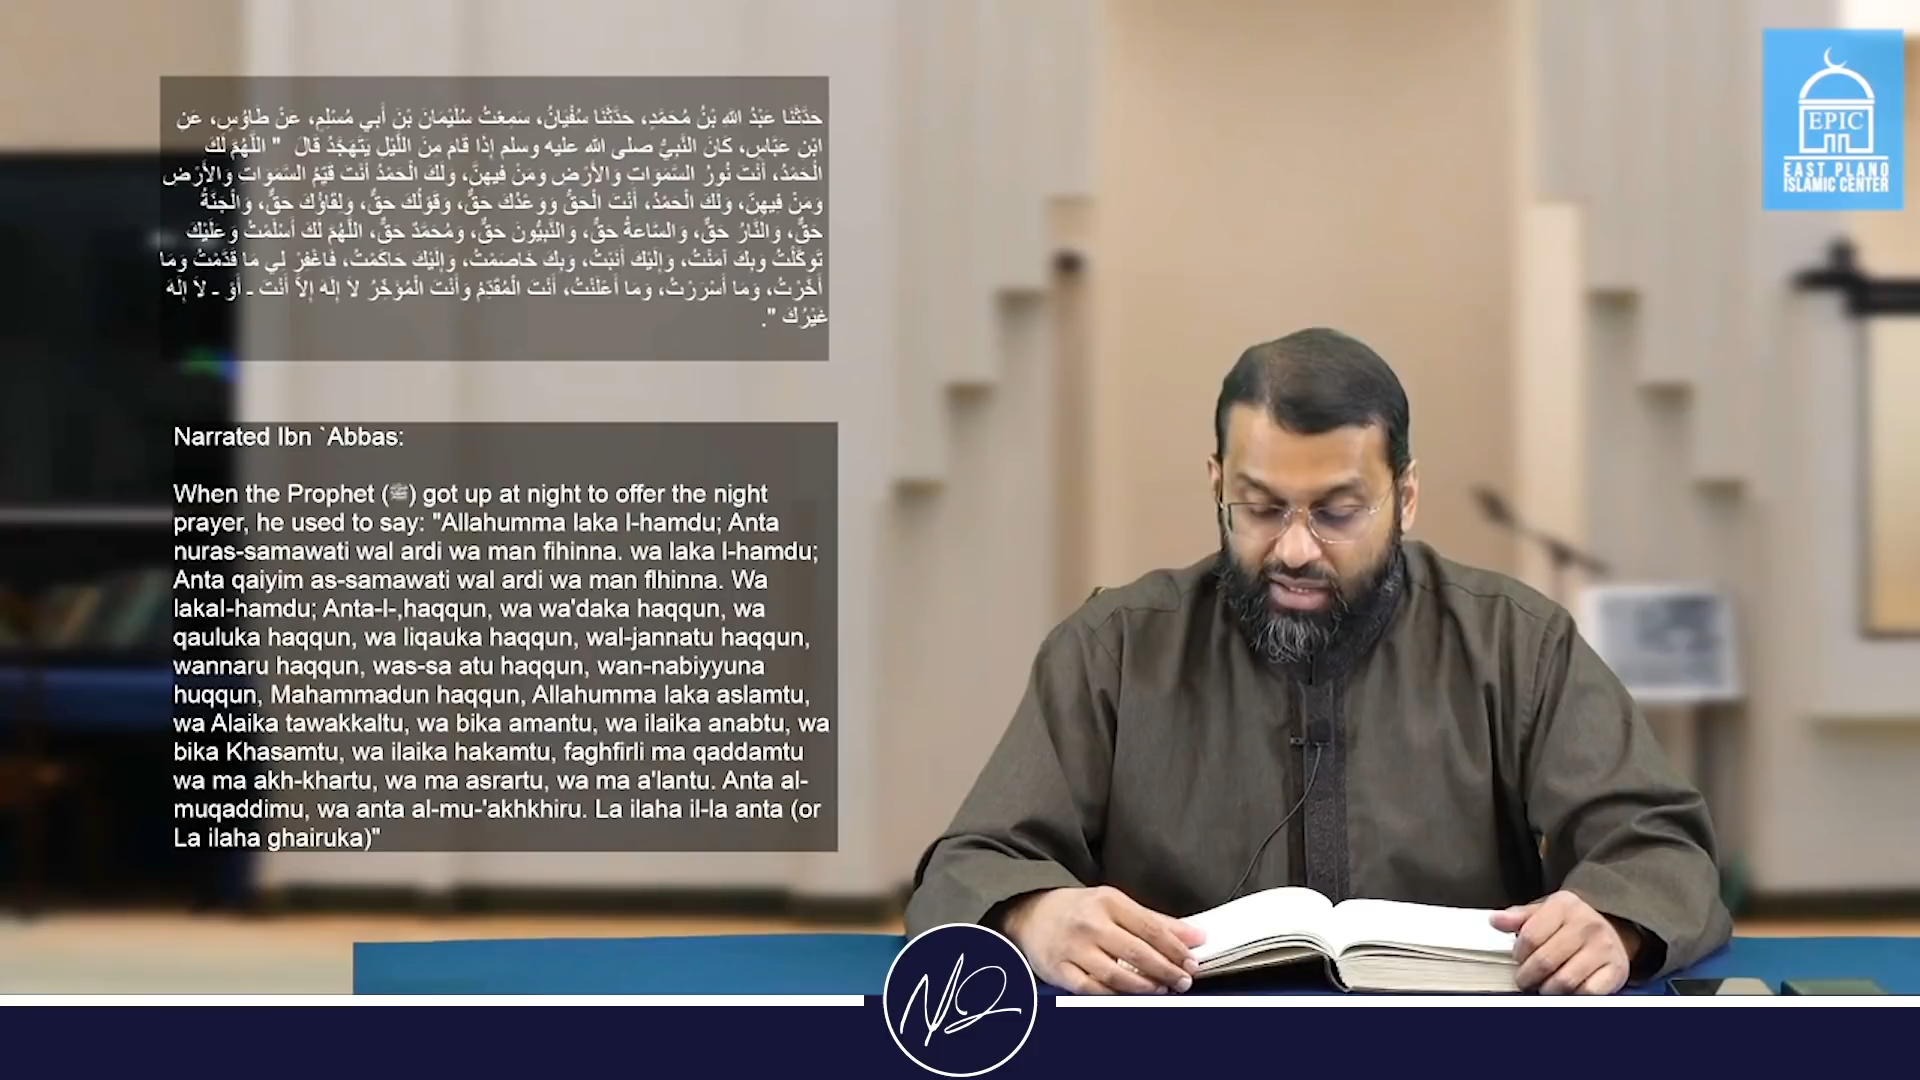 حَدَّثَنَا عَبْدُ اللَّهِ بْنُ مُحَمَّدٍ، حَدَّثَنَا سُفْيَانُ، سَمِعْتُ سُلَيْمَانَ بْنَ أَبِي مُسْلِمٍ، عَنْ طَاوُسٍ، عَنِ
ابْنِ عَبَّاسٍ، كَانَ النَّبِيُّ صلى الله عليه وسلم إِذَا قَامَ مِنَ اللَّيْلِ يَتَهَجَّدُ قَالَ " اللَّهُمَّ لَكَ
الْحَمْدُ، أَنْتَ نُورُ السَّمَوَاتِ وَالأَرْضِ وَمَنْ فِيهِنَّ، وَلَكَ الْحَمْدُ أَنْتَ قَيِّمُ السَّمَوَاتِ وَالأَرْضِ
وَمَنْ فِيهِنَّ، وَلَكَ الْحَمْدُ، أَنْتَ الْحَقُّ وَوَعْدُكَ حَقٌّ، وَقَوْلُكَ حَقٌّ، وَلِقَاؤُكَ حَقٌّ، وَالْجَنَّةُ
حَقٌّ، وَالنَّارُ حَقٌّ، وَالسَّاعَةُ حَقٌّ، وَالنَّبِيُّونَ حَقٌّ، وَمُحَمَّدٌ حَقٌّ، اللَّهُمَّ لَكَ أَسْلَمْتُ وَعَلَيْكَ
تَوَكَّلْتُ وَبِكَ آمَنْتُ، وَإِلَيْكَ أَنَبْتُ، وَبِكَ خَاصَمْتُ، وَإِلَيْكَ حَاكَمْتُ، فَاغْفِرْ لِي مَا قَدَّمْتُ وَمَا
أَخَّرْتُ، وَمَا أَسْرَرْتُ، وَمَا أَعْلَنْتُ، أَنْتَ الْمُقَدِّمُ وَأَنْتَ الْمُؤَخِّرُ لاَ إِلَهَ إِلاَّ أَنْتَ ـ أَوْ ـ لاَ إِلَهَ
غَيْرُكَ ".
Narrated Ibn `Abbas:
When the Prophet (ﷺ) got up at night to offer the night
prayer, he used to say: "Allahumma laka l-hamdu; Anta
nuras-samawati wal ardi wa man fihinna. wa laka l-hamdu;
Anta qaiyim as-samawati wal ardi wa man flhinna. Wa
lakal-hamdu; Anta-l-,haqqun, wa wa'daka haqqun, wa
qauluka haqqun, wa liqauka haqqun, wal-jannatu haqqun,
wannaru haqqun, was-sa atu haqqun, wan-nabiyyuna
huqqun, Mahammadun haqqun, Allahumma laka aslamtu,
wa Alaika tawakkaltu, wa bika amantu, wa ilaika anabtu, wa
bika Khasamtu, wa ilaika hakamtu, faghfirli ma qaddamtu
wa ma akh-khartu, wa ma asrartu, wa ma a'lantu. Anta al-
muqaddimu, wa anta al-mu-'akhkhiru. La ilaha il-la anta (or
La ilaha ghairuka)"
EPIC
EAST PLANO
ISLAMIC CENTER